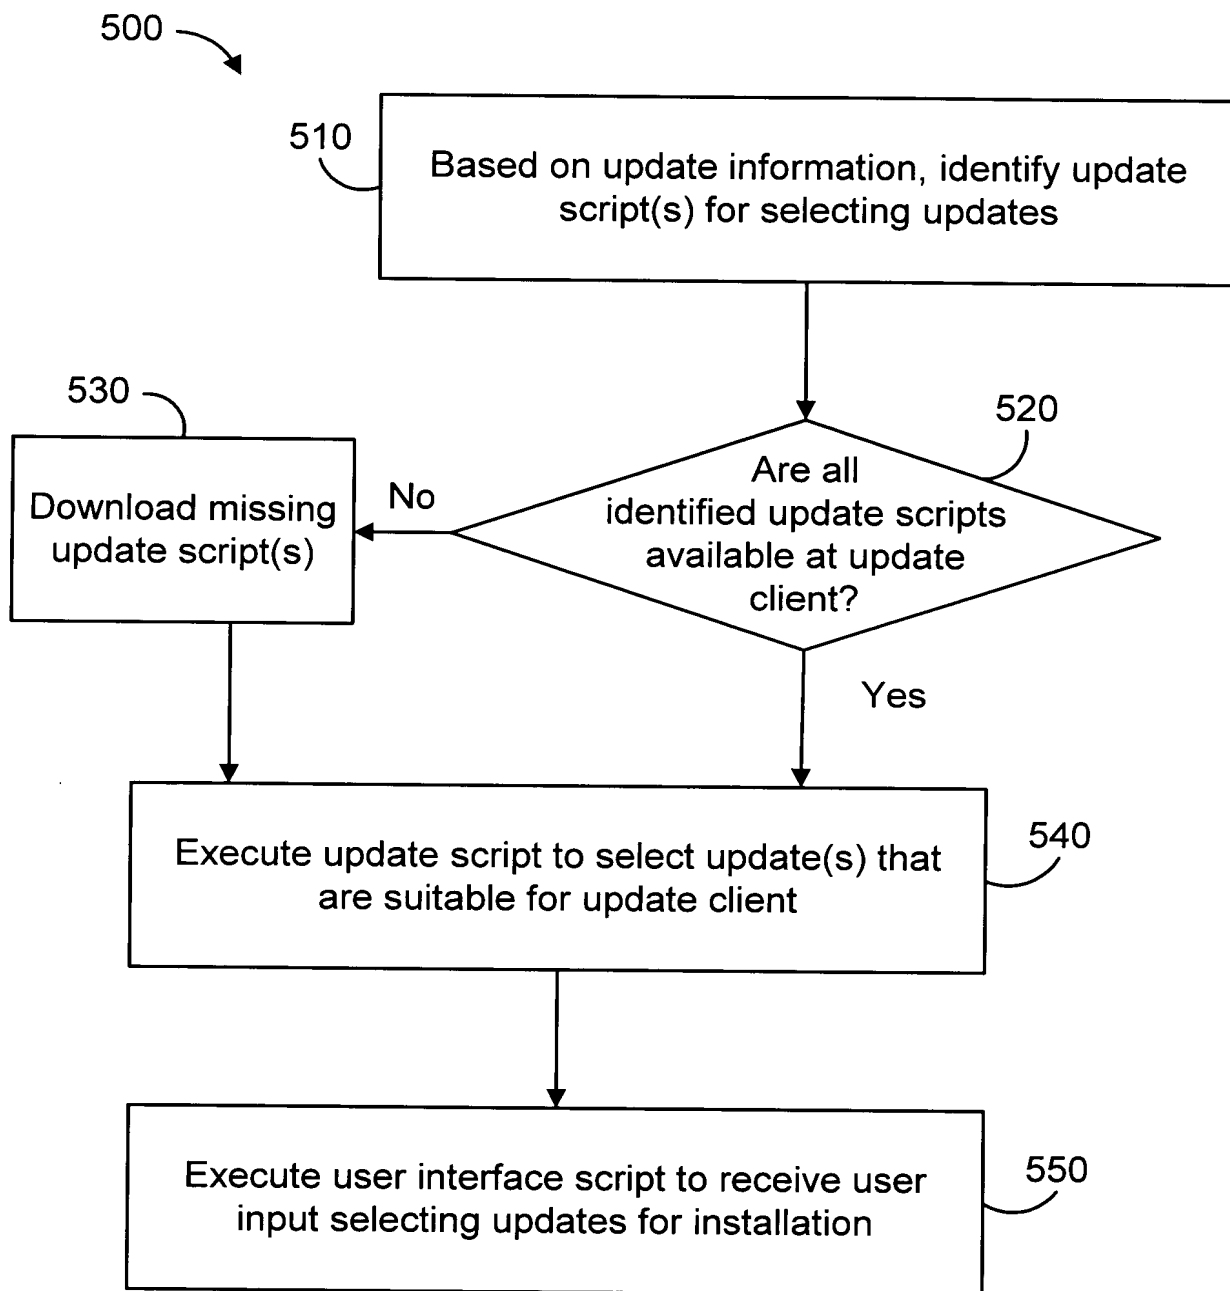 500
510
Based on update information, identify update
script(s) for selecting updates
530
520
Download missing
update script(s)
No
Are all
identified update scripts
available at update
client?
Yes
540
Execute update script to select update(s) that
are suitable for update client
550
Execute user interface script to receive user
input selecting updates for installation